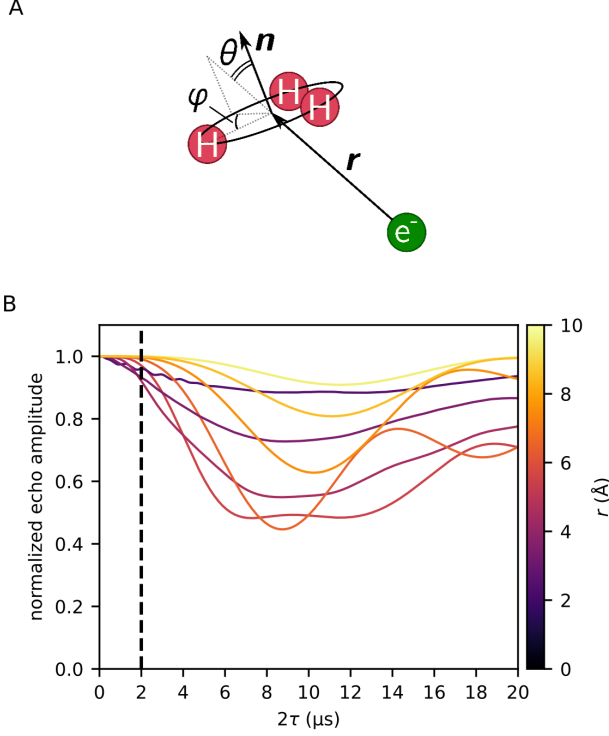 A
θ
n
H
H
φ
H
r
e⁻
B
normalized echo amplitude
1.0
0.8
0.6
0.4
0.2
0.0
0 2 4 6 8 10 12 14 16 18 20
2τ (μs)
10
8
6
4
2
0
r (Å)